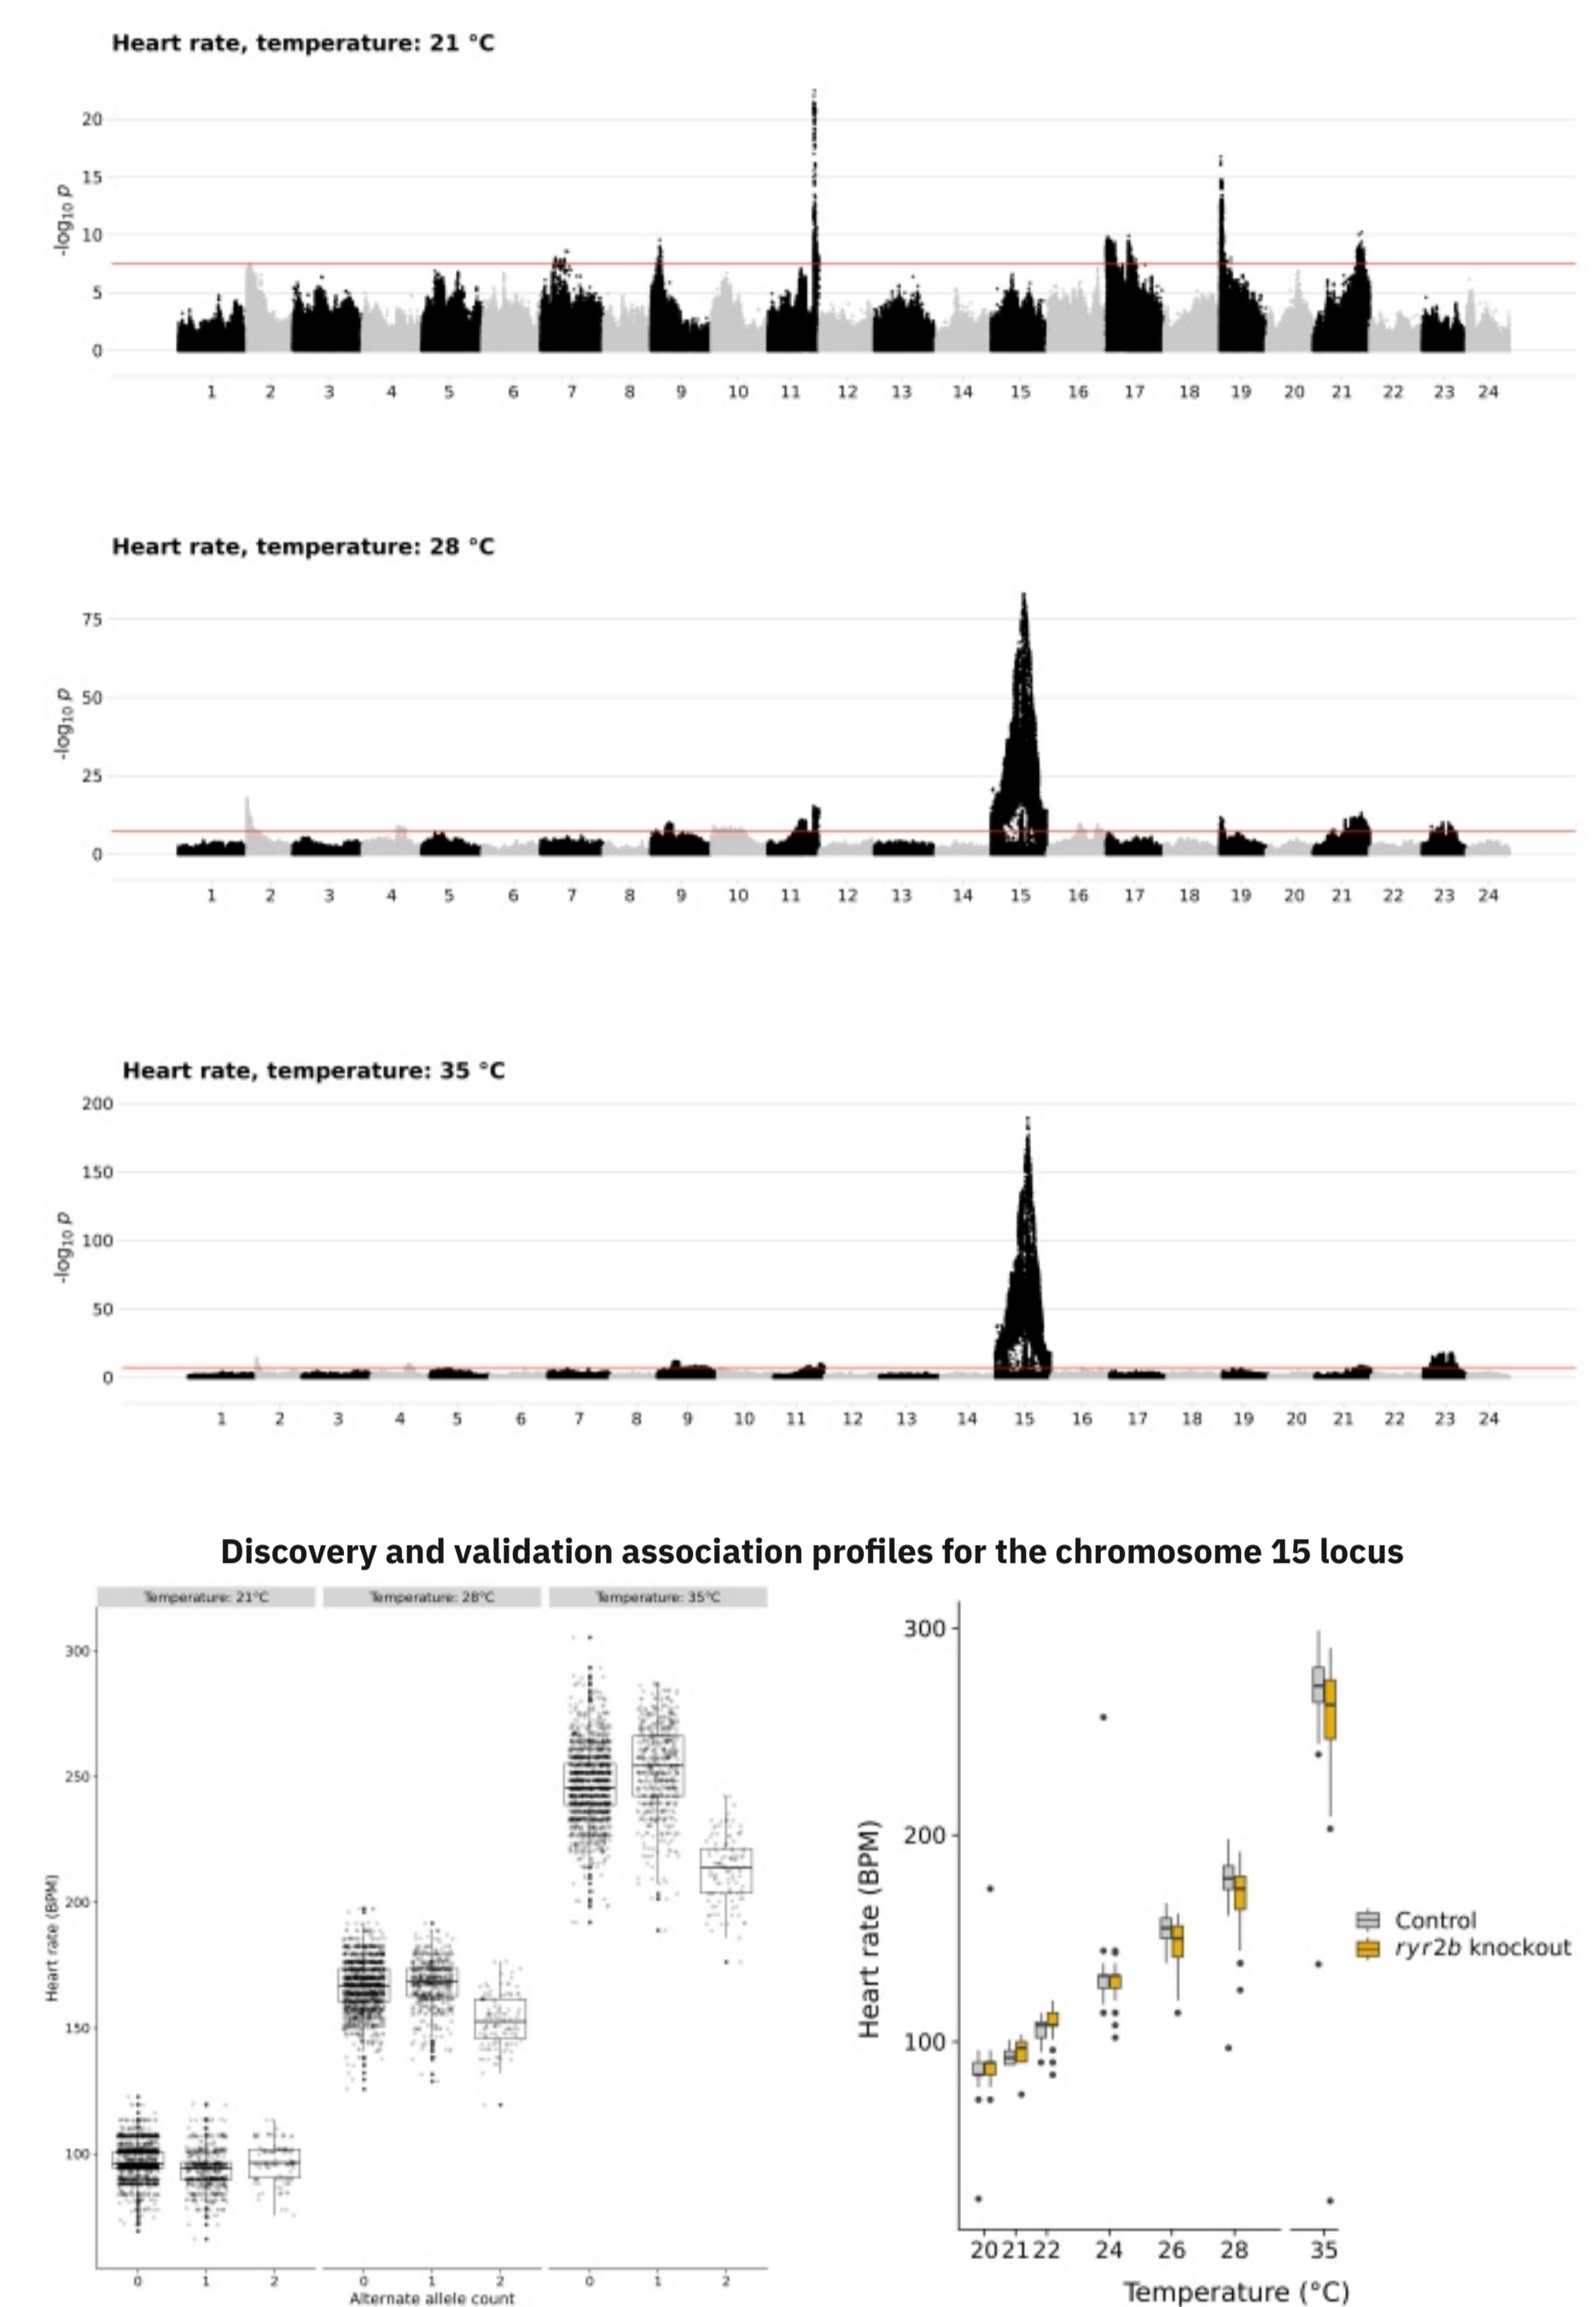 Heart rate, temperature: 21 °C
20
15
10
5
0
-log10 p
1 2 3 4 5 6 7 8 9 10 11 12 13 14 15 16 17 18 19 20 21 22 23 24
Heart rate, temperature: 28 °C
75
50
25
0
-log10 p
1 2 3 4 5 6 7 8 9 10 11 12 13 14 15 16 17 18 19 20 21 22 23 24
Heart rate, temperature: 35 °C
200
150
100
50
0
-log10 p
1 2 3 4 5 6 7 8 9 10 11 12 13 14 15 16 17 18 19 20 21 22 23 24
Discovery and validation association profiles for the chromosome 15 locus
Temperature: 21°C Temperature: 28°C Temperature: 35°C
300
250
200
150
100
Heart rate (BPM)
0 1 2 0 1 2 0 1 2
Alternate allele count
300
200
100
Heart rate (BPM)
Control
ryr2b knockout
20 21 22 24 26 28 35
Temperature (°C)